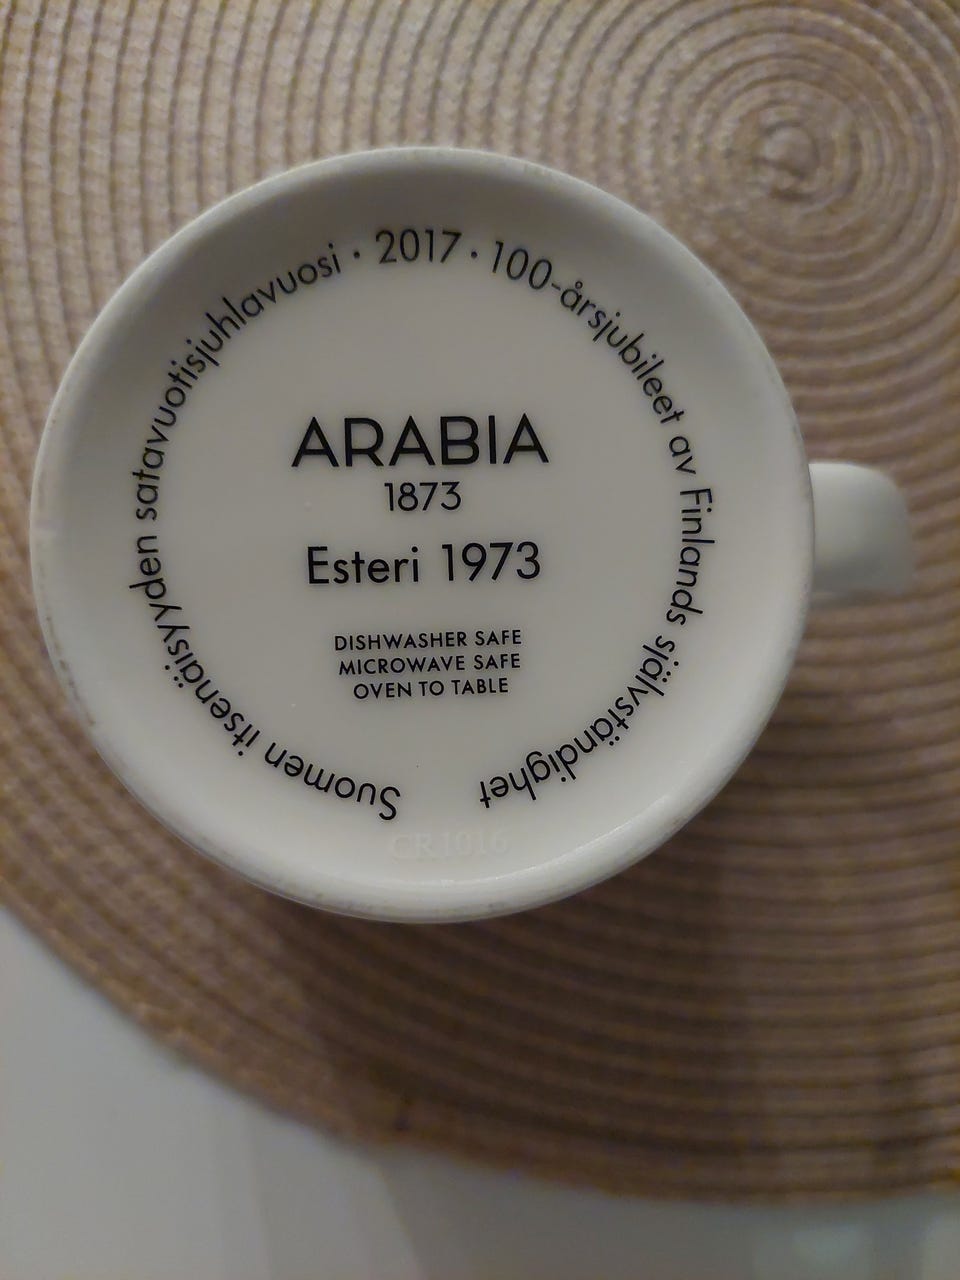 Suomen itsenäisyyden satavuotisjuhlavuosi · 2017 · 100-årsjubileet av Finlands självständighet
ARABIA
1873
Esteri 1973
DISHWASHER SAFE
MICROWAVE SAFE
OVEN TO TABLE
CR1016